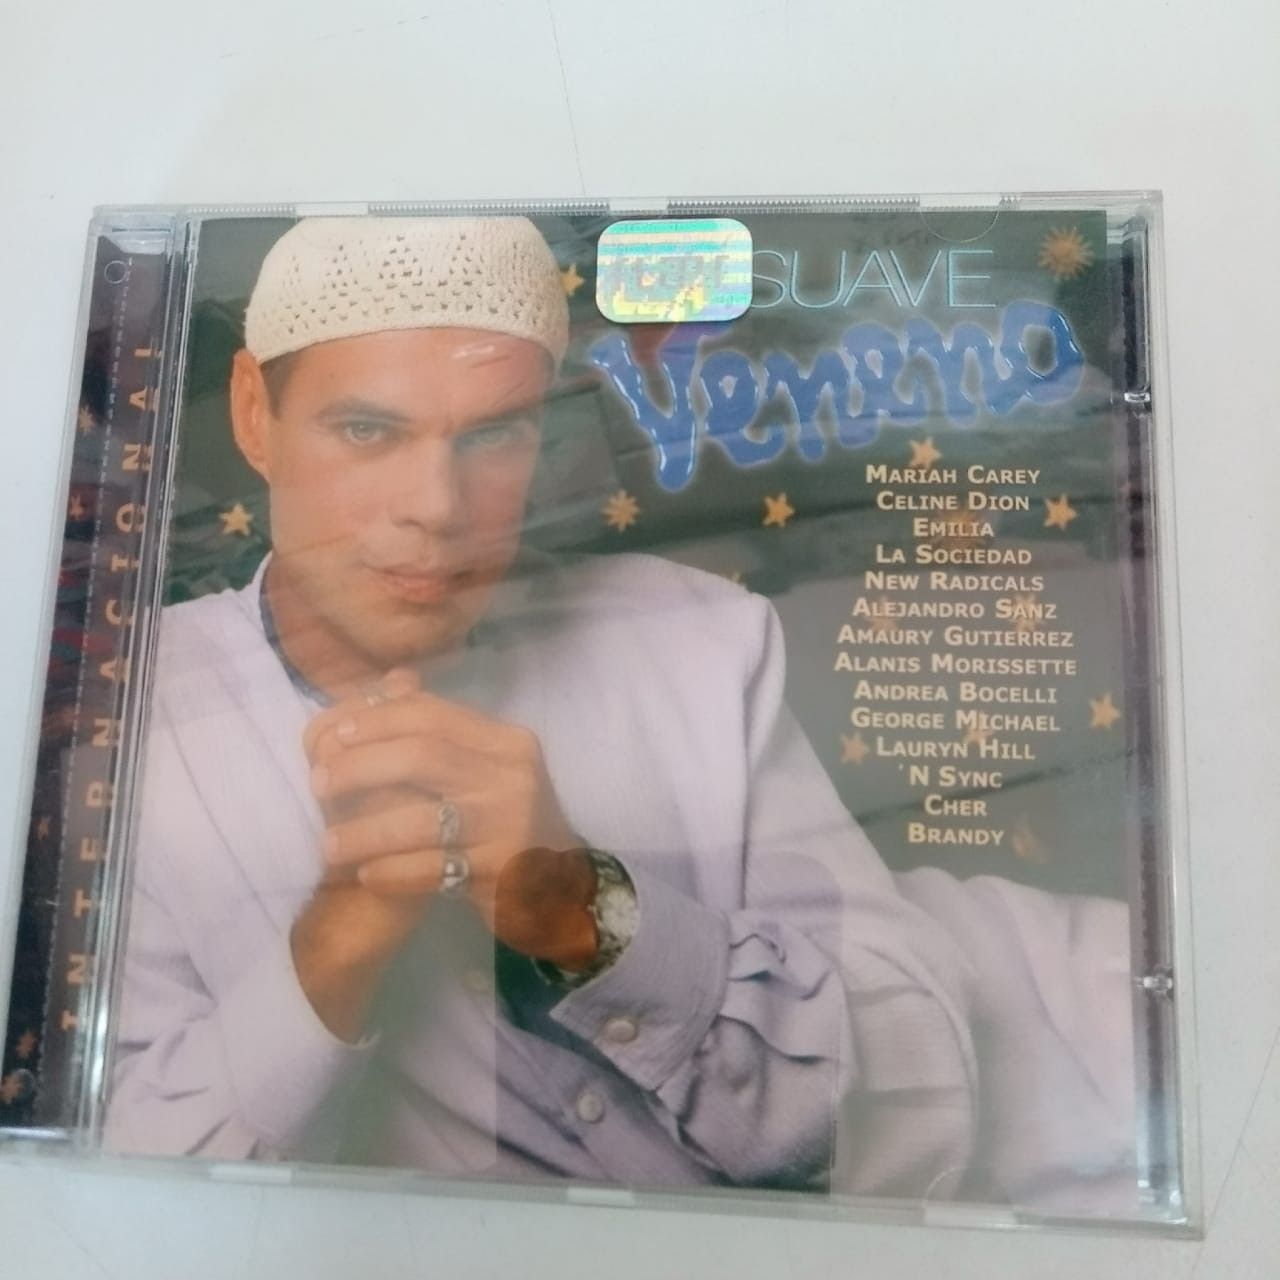 SUAVE
Veneno
MARIAH CAREY
CELINE DION
EMILIA
LA SOCIEDAD
NEW RADICALS
ALEJANDRO SANZ
AMAURY GUTIERREZ
ALANIS MORISSETTE
ANDREA BOCELLI
GEORGE MICHAEL
LAURYN HILL
'N SYNC
CHER
BRANDY
INTERNACIONAL